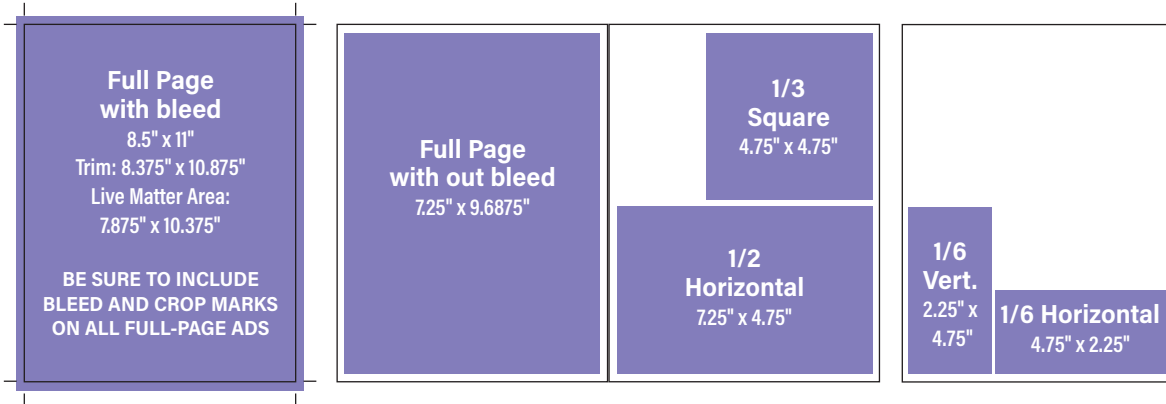 Full Page
with bleed
8.5" x 11"
Trim: 8.375" x 10.875"
Live Matter Area:
7.875" x 10.375"
BE SURE TO INCLUDE
BLEED AND CROP MARKS
ON ALL FULL-PAGE ADS
Full Page
with out bleed
7.25" x 9.6875"
1/3
Square
4.75" x 4.75"
1/2
Horizontal
7.25" x 4.75"
1/6
Vert.
2.25" x
4.75"
1/6 Horizontal
4.75" x 2.25"